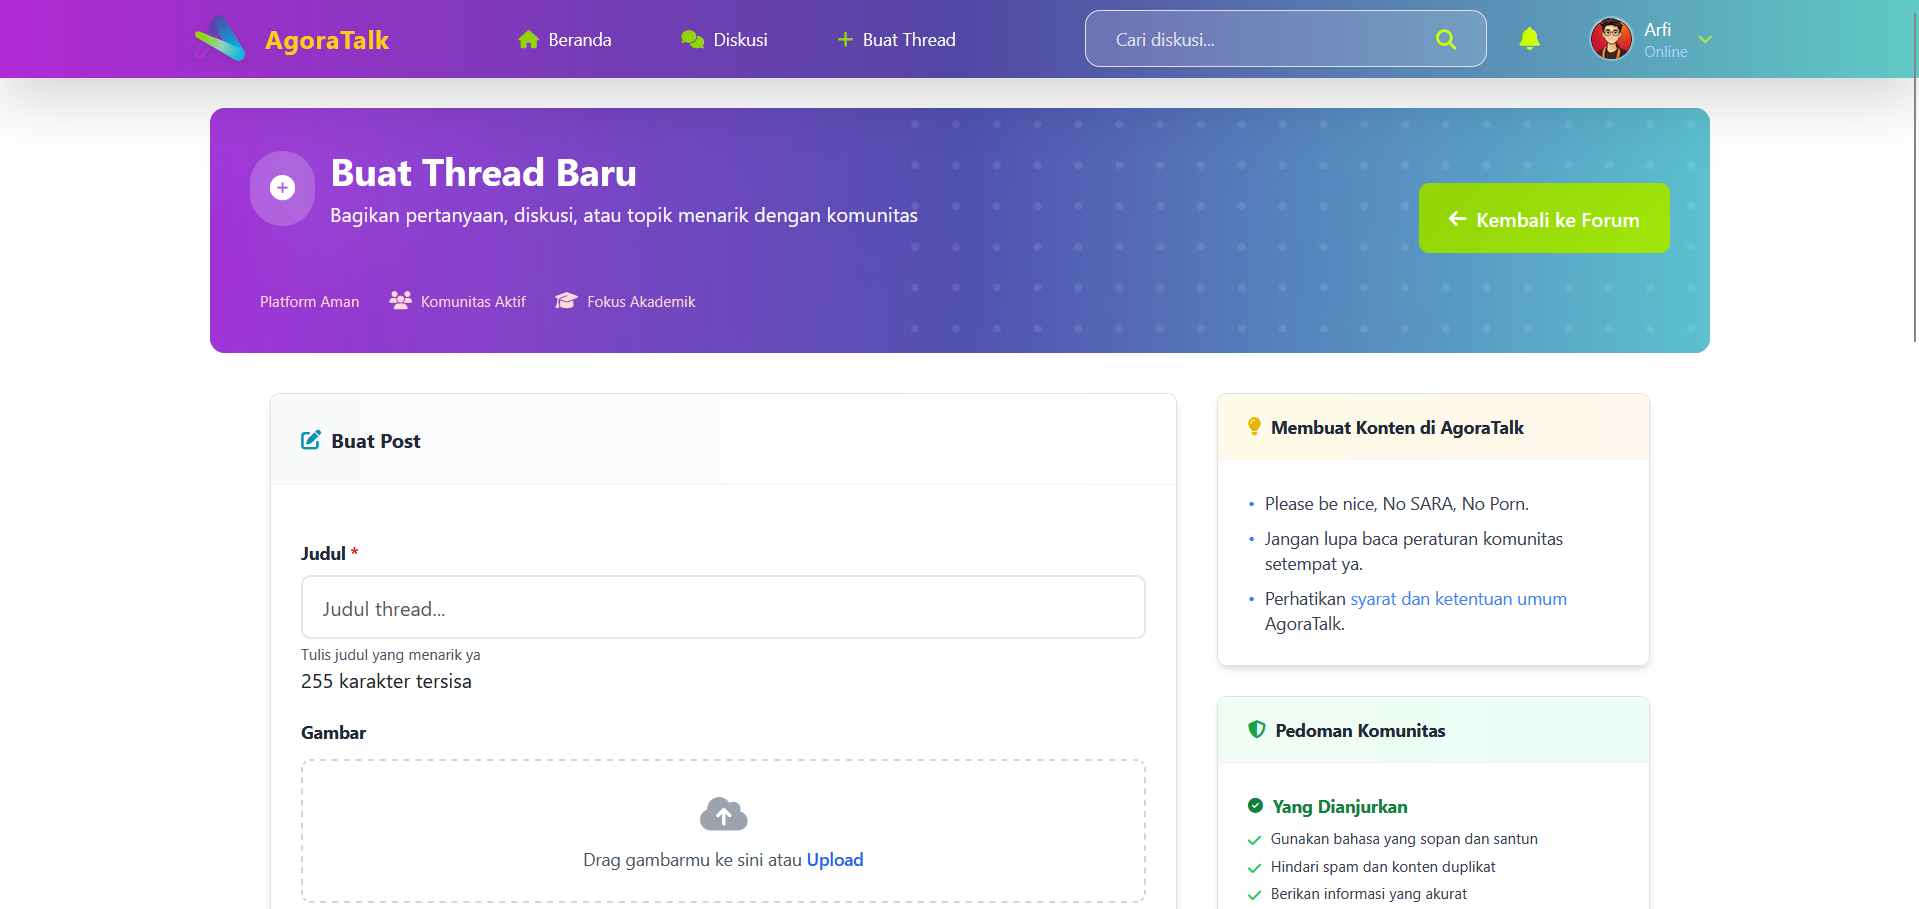 AgoraTalk
Beranda
Diskusi
Buat Thread
Cari diskusi...
Arfi
Online
Buat Thread Baru
Bagikan pertanyaan, diskusi, atau topik menarik dengan komunitas
Kembali ke Forum
Platform Aman
Komunitas Aktif
Fokus Akademik
Buat Post
Judul *
Judul thread...
Tulis judul yang menarik ya
255 karakter tersisa
Gambar
Drag gambarmu ke sini atau Upload
Membuat Konten di AgoraTalk
• Please be nice, No SARA, No Porn.
• Jangan lupa baca peraturan komunitas
setempat ya.
• Perhatikan syarat dan ketentuan umum
AgoraTalk.
Pedoman Komunitas
Yang Dianjurkan
Gunakan bahasa yang sopan dan santun
Hindari spam dan konten duplikat
Berikan informasi yang akurat